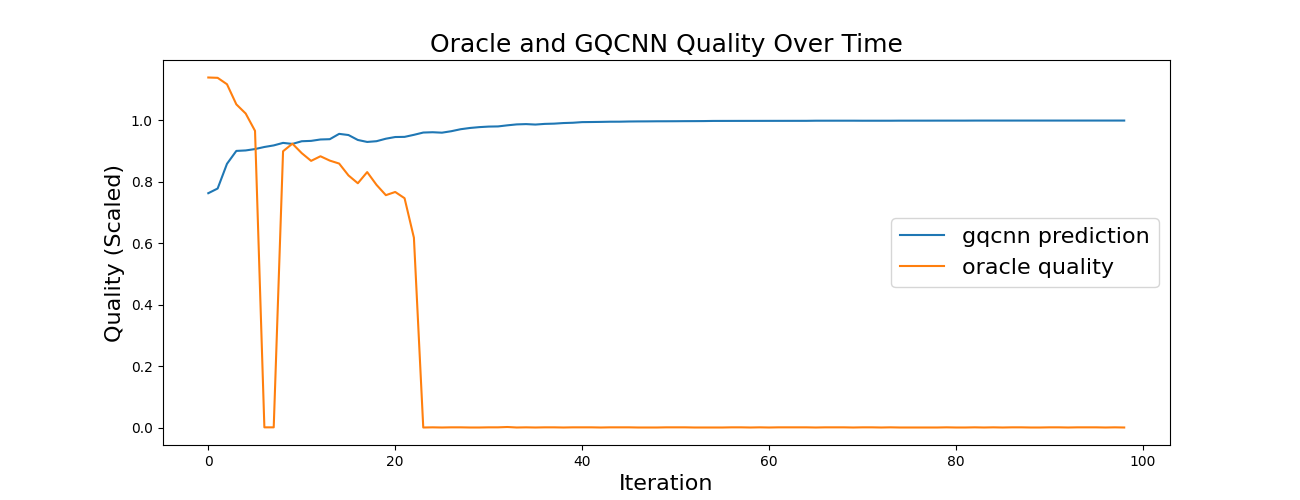 Oracle and GQCNN Quality Over Time
Quality (Scaled)
1.0
0.8
0.6
0.4
0.2
0.0
gqcnn prediction
oracle quality
0 20 40 60 80 100
Iteration